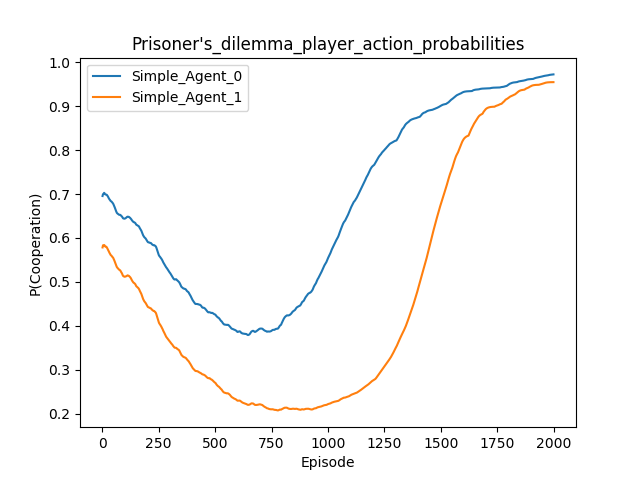 Prisoner's_dilemma_player_action_probabilities
Simple_Agent_0
Simple_Agent_1
P(Cooperation)
1.0
0.9
0.8
0.7
0.6
0.5
0.4
0.3
0.2
0 250 500 750 1000 1250 1500 1750 2000
Episode